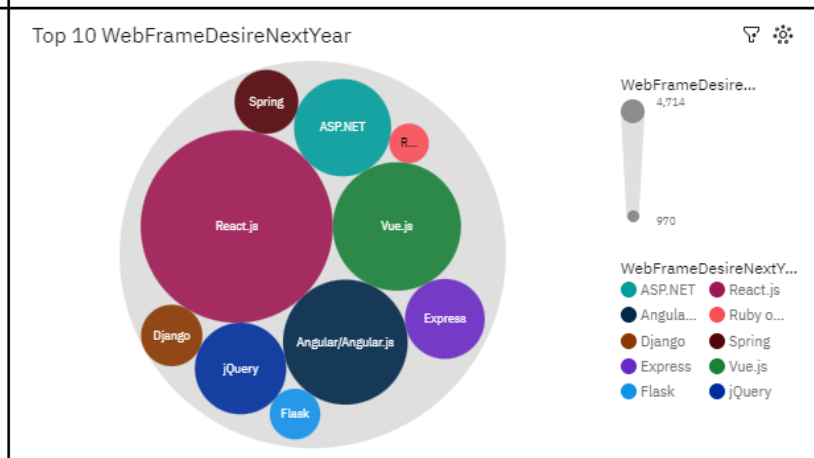 Top 10 WebFrameDesireNextYear
Spring
ASP.NET
R...
React.js
Vue.js
Django
jQuery
Angular/Angular.js
Express
Flask
WebFrameDesire...
4,714
970
WebFrameDesireNextY...
ASP.NET React.js
Angula... Ruby o...
Django Spring
Express Vue.js
Flask jQuery